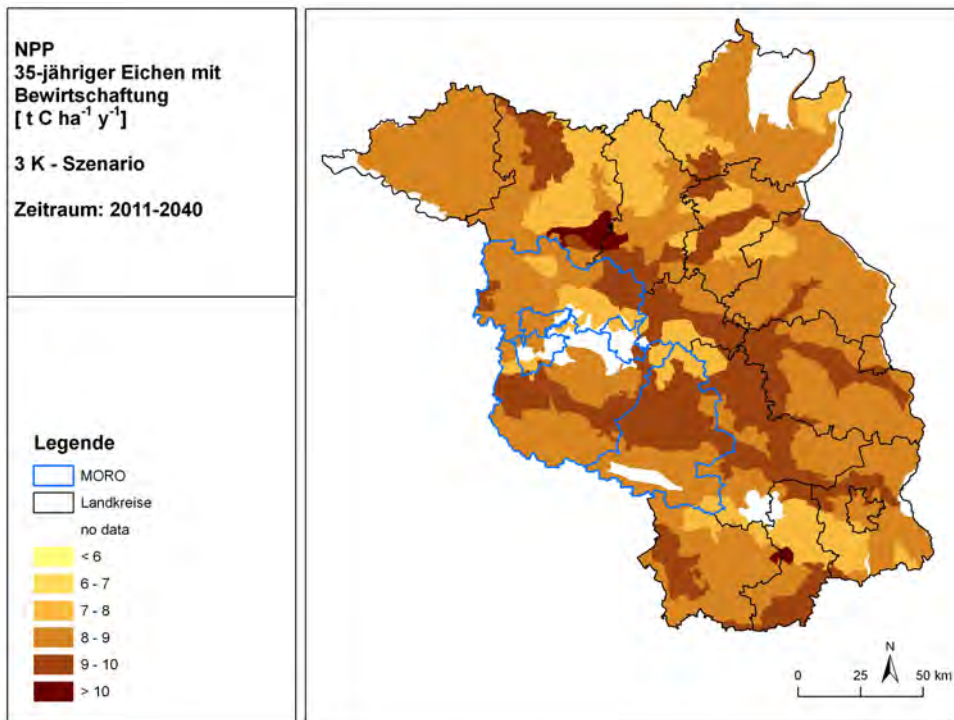 NPP
35-jähriger Eichen mit
Bewirtschaftung
[ t C ha⁻¹ y⁻¹]
3 K - Szenario
Zeitraum: 2011-2040
Legende
MORO
Landkreise
no data
< 6
6 - 7
7 - 8
8 - 9
9 - 10
> 10
N
0 25 50 km